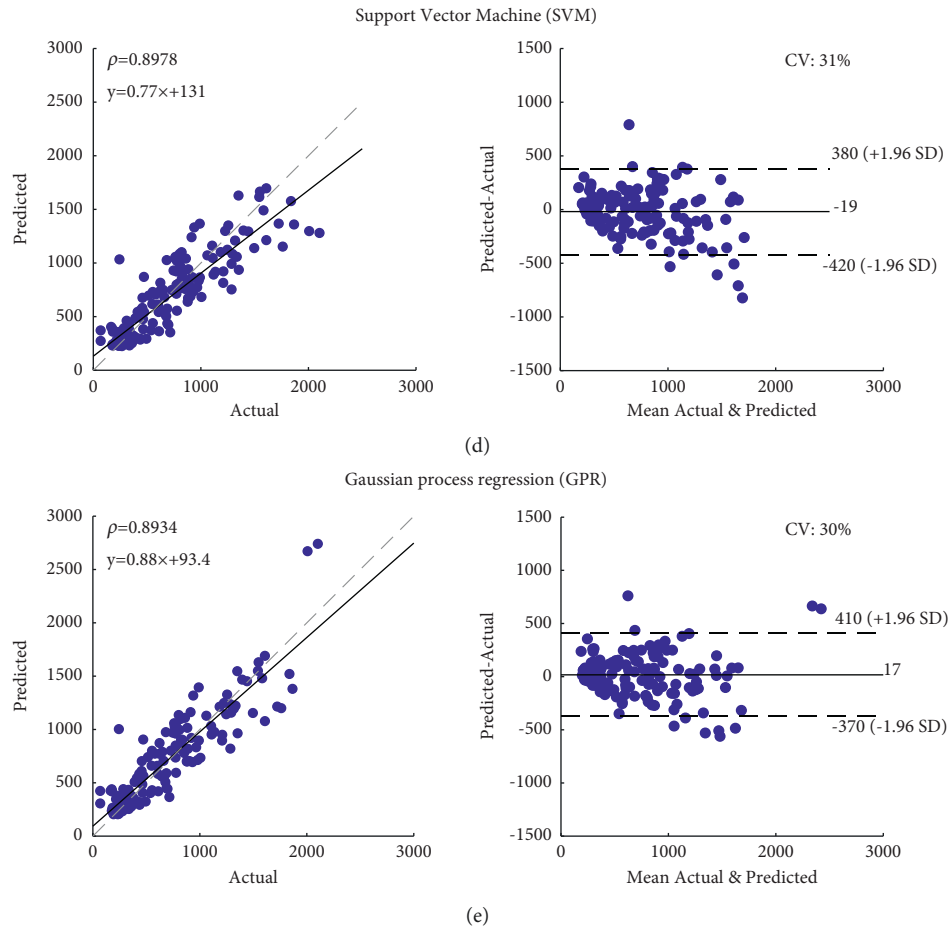 Support Vector Machine (SVM)
ρ=0.8978
y=0.77×+131
3000
2500
2000
1500
1000
500
0
0 1000 2000 3000
Predicted
Actual
CV: 31%
1500
1000
500
0
-500
-1000
-1500
0 1000 2000 3000
380 (+1.96 SD)
-19
-420 (-1.96 SD)
Predicted-Actual
Mean Actual & Predicted
(d)
Gaussian process regression (GPR)
ρ=0.8934
y=0.88×+93.4
3000
2500
2000
1500
1000
500
0
0 1000 2000 3000
Predicted
Actual
CV: 30%
1500
1000
500
0
-500
-1000
-1500
0 1000 2000 3000
410 (+1.96 SD)
17
-370 (-1.96 SD)
Predicted-Actual
Mean Actual & Predicted
(e)